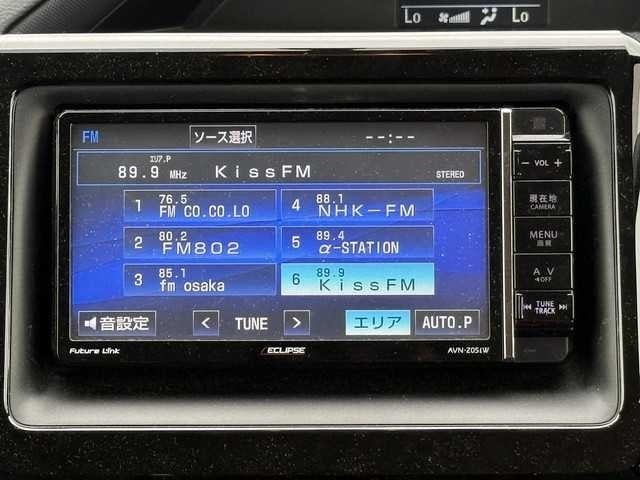 Lo Lo
FM ソース選択 --:--
エリア.P
89.9 MHz KissFM STEREO
1 76.5 FM CO.CO.LO
4 88.1 NHK-FM
2 80.2 FM802
5 89.4 α-STATION
3 85.1 fm osaka
6 89.9 KissFM
音設定 < TUNE > エリア AUTO.P
- VOL +
現在地
CAMERA
MENU
画質
AV
OFF
TUNE
TRACK
Future Link ECLIPSE AVN-Z05iW